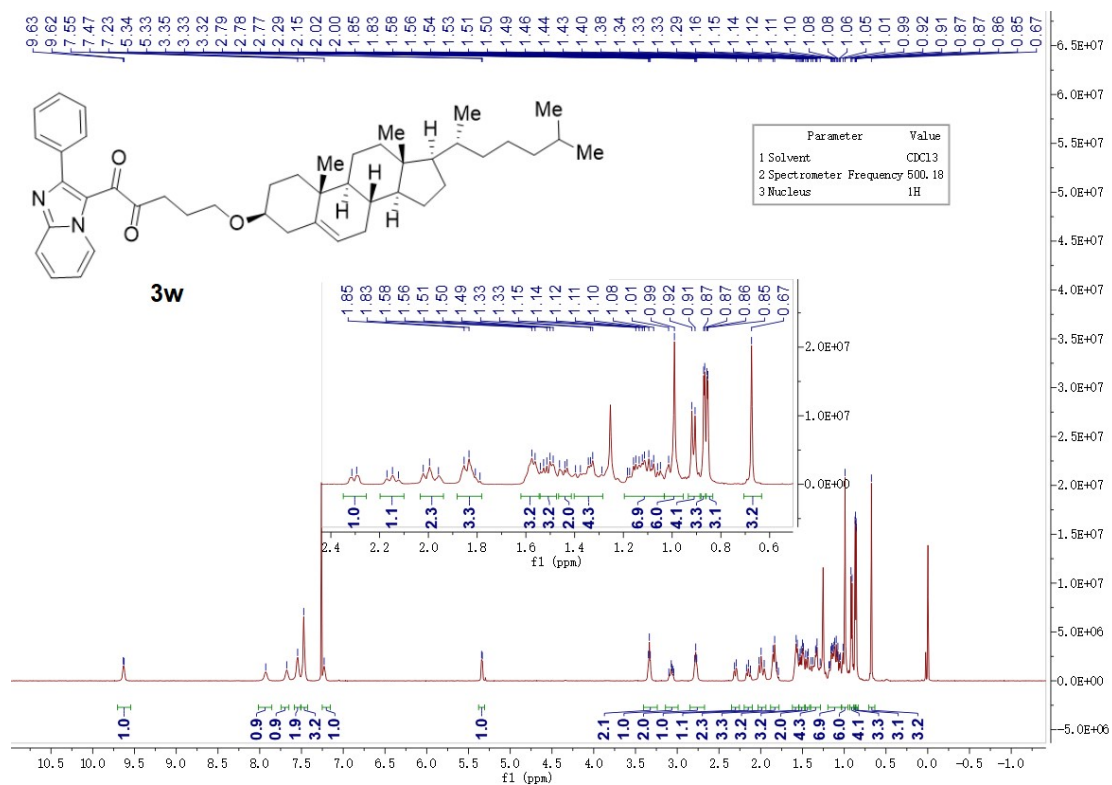 9.63 9.62 7.55 7.47 7.23 5.34 5.33 3.35 3.33 3.32 2.79 2.78 2.77 2.29 2.15 2.02 2.00 1.85 1.83 1.58 1.56 1.54 1.53 1.51 1.50 1.49 1.46 1.44 1.43 1.40 1.38 1.34 1.33 1.33 1.29 1.16 1.15 1.14 1.12 1.11 1.10 1.08 1.08 1.06 1.05 1.01 0.99 0.92 0.91 0.87 0.87 0.86 0.85 0.67
6.5E+07
6.0E+07
5.5E+07
5.0E+07
4.5E+07
4.0E+07
3.5E+07
3.0E+07
2.5E+07
2.0E+07
1.5E+07
1.0E+07
5.0E+06
0.0E+00
-5.0E+06
Me
Me
H
Me
Me
Me
H
H
H
O
O
O
N
N
3w
Parameter Value
1 Solvent CDCl3
2 Spectrometer Frequency 500.18
3 Nucleus 1H
1.85 1.83 1.58 1.56 1.51 1.50 1.49 1.33 1.33 1.15 1.14 1.12 1.11 1.10 1.08 1.01 0.99 0.92 0.91 0.87 0.87 0.86 0.85 0.67
2.0E+07
1.0E+07
0.0E+00
1.0 1.1 2.3 3.3 3.2 3.2 2.0 4.3 6.9 6.0 4.1 3.3 3.1 3.2
2.4 2.2 2.0 1.8 1.6 1.4 1.2 1.0 0.8 0.6
f1 (ppm)
1.0 0.9 0.9 1.9 3.2 1.0 1.0 2.1 1.0 2.0 1.0 1.1 2.3 3.3 3.2 3.2 2.0 4.3 6.9 6.0 4.1 3.3 3.1 3.2
10.5 10.0 9.5 9.0 8.5 8.0 7.5 7.0 6.5 6.0 5.5 5.0 4.5 4.0 3.5 3.0 2.5 2.0 1.5 1.0 0.5 0.0 -0.5 -1.0
f1 (ppm)